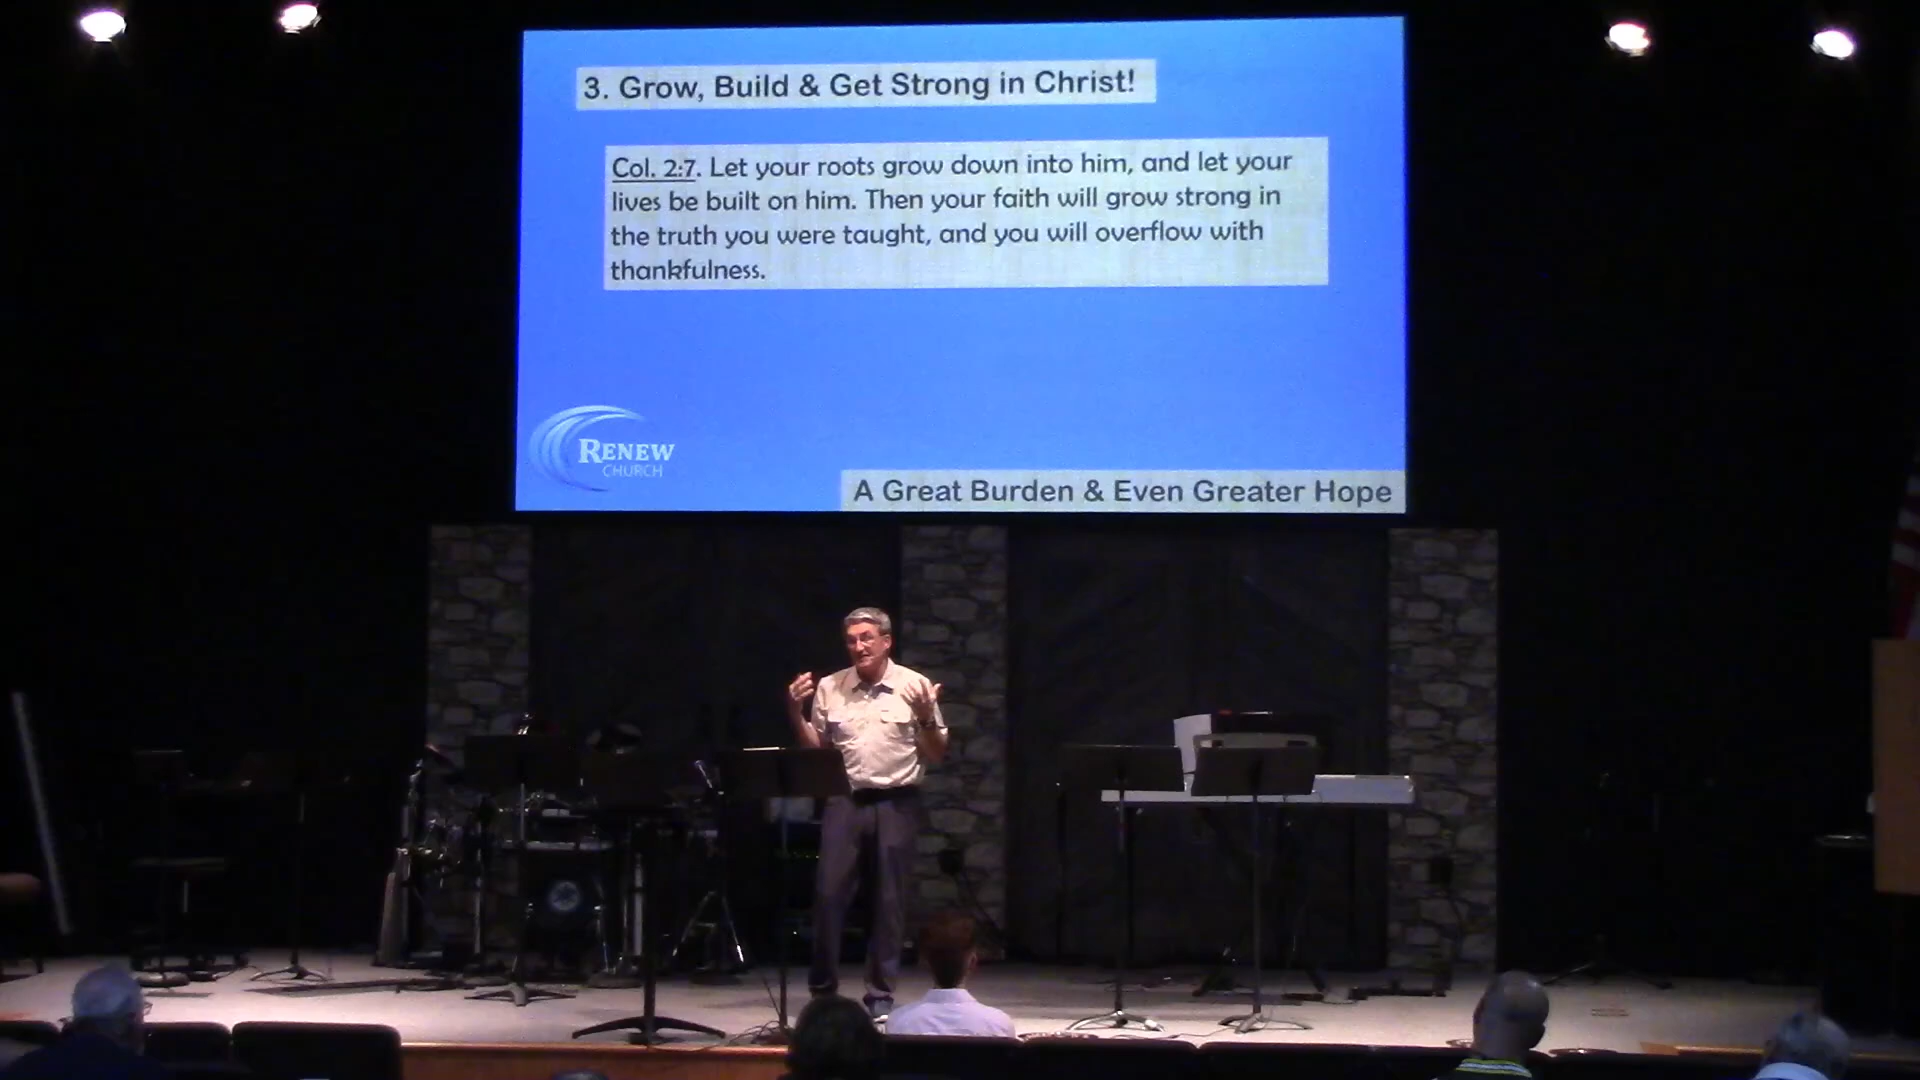 3. Grow, Build & Get Strong in Christ!
Col. 2:7. Let your roots grow down into him, and let your
lives be built on him. Then your faith will grow strong in
the truth you were taught, and you will overflow with
thankfulness.
RENEW
CHURCH
A Great Burden & Even Greater Hope